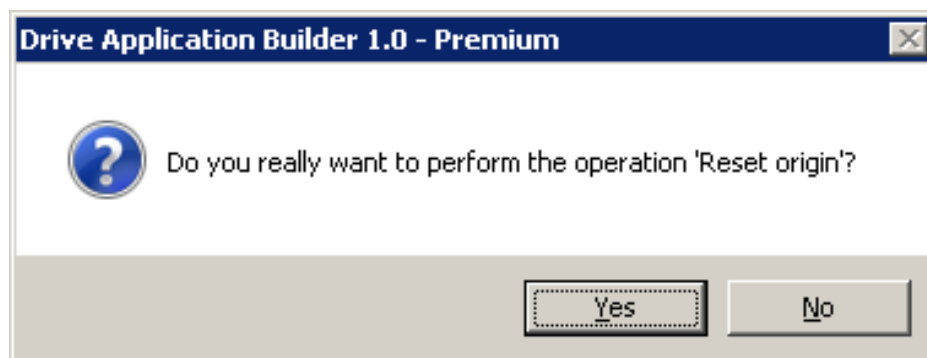 Drive Application Builder 1.0 - Premium
Do you really want to perform the operation 'Reset origin'?
Yes No